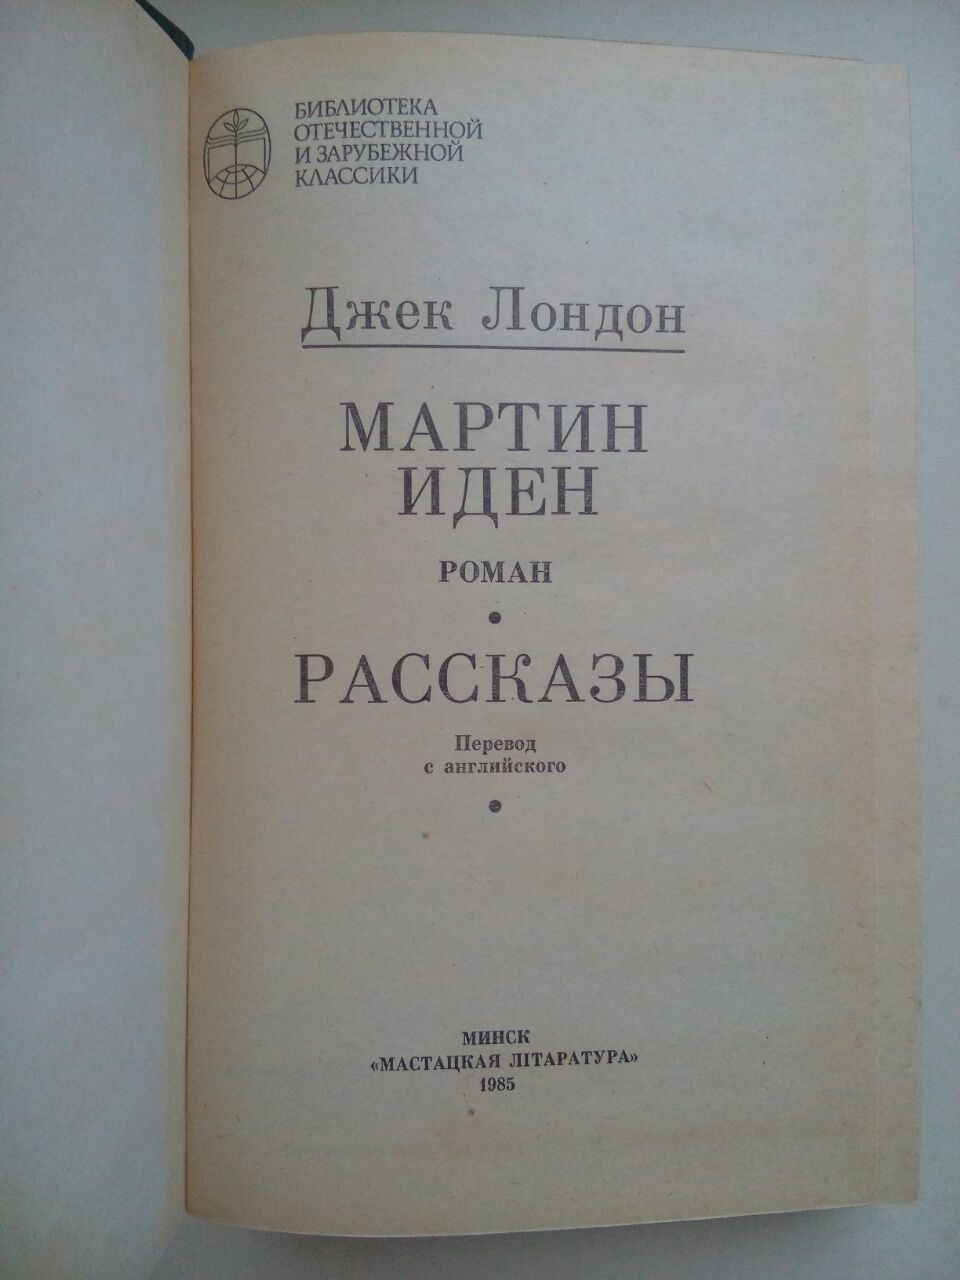 БИБЛИОТЕКА
ОТЕЧЕСТВЕННОЙ
И ЗАРУБЕЖНОЙ
КЛАССИКИ
Джек Лондон
МАРТИН
ИДЕН
РОМАН
•
РАССКАЗЫ
Перевод
с английского
•
МИНСК
«МАСТАЦКАЯ ЛІТАРАТУРА»
1985